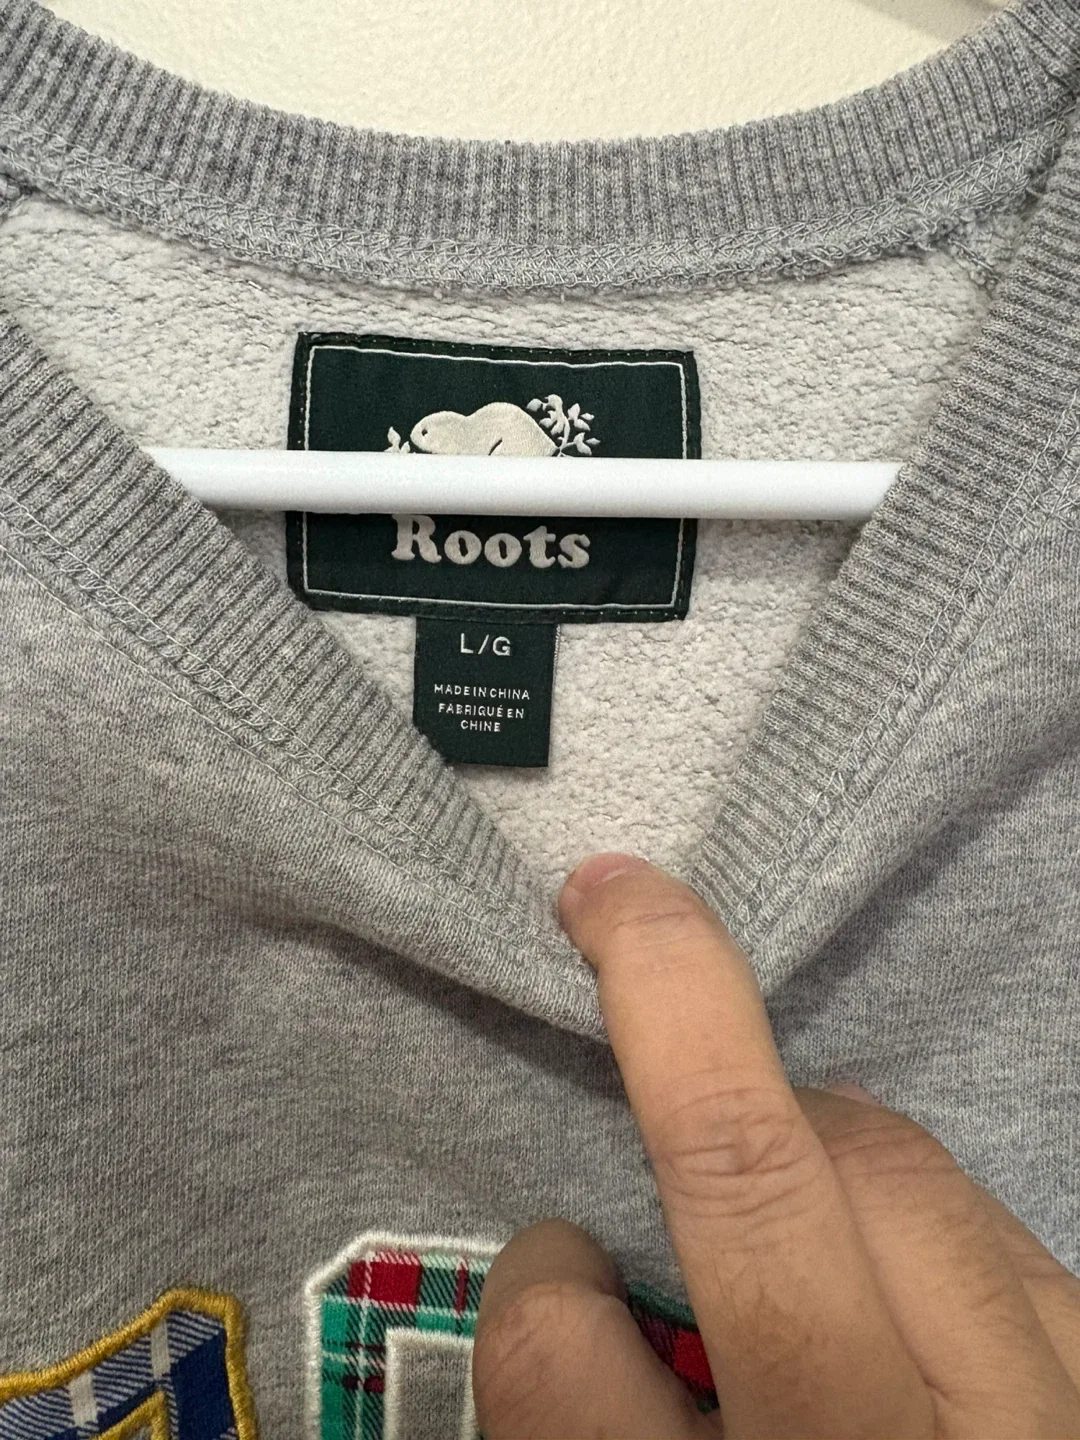 Roots
L/G
MADE IN CHINA
FABRIQUÉ EN
CHINE